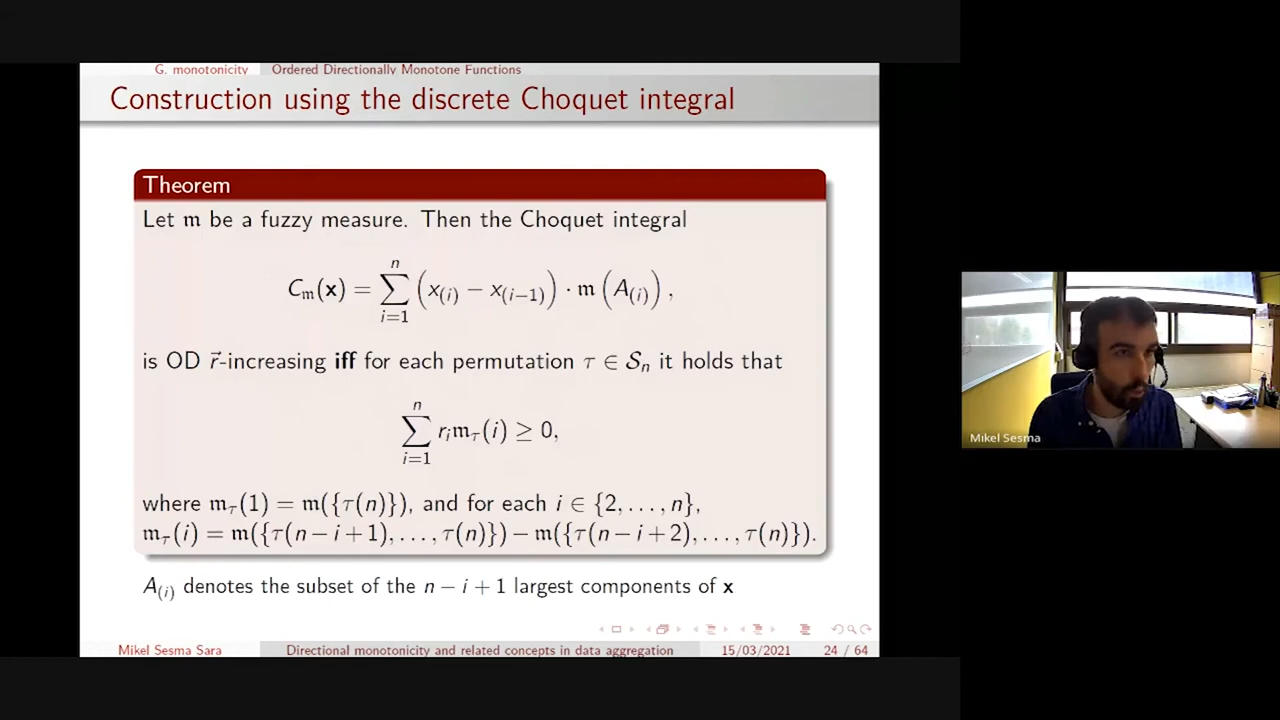 G. monotonicity Ordered Directionally Monotone Functions
Construction using the discrete Choquet integral
Theorem
Let 𝔪 be a fuzzy measure. Then the Choquet integral
C_𝔪(𝐱) = ∑_{i=1}^{n} (x_{(i)} − x_{(i−1)}) · 𝔪 (A_{(i)}),
is OD r⃗-increasing iff for each permutation τ ∈ 𝒮_n it holds that
∑_{i=1}^{n} r_i 𝔪_τ(i) ≥ 0,
where 𝔪_τ(1) = 𝔪({τ(n)}), and for each i ∈ {2, . . . , n},
𝔪_τ(i) = 𝔪({τ(n−i+1), . . . , τ(n)}) − 𝔪({τ(n−i+2), . . . , τ(n)}).
A_{(i)} denotes the subset of the n − i + 1 largest components of 𝐱
Mikel Sesma Sara Directional monotonicity and related concepts in data aggregation 15/03/2021 24 / 64
Mikel Sesma